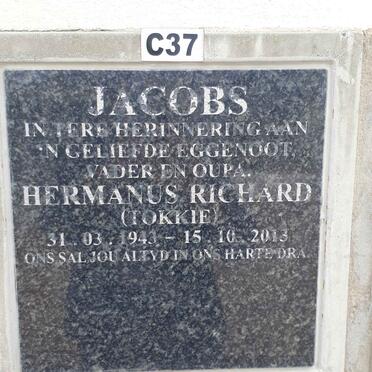 C37
JACOBS
IN TERE HERINNERING AAN
'N GELIEFDE EGGENOOT,
VADER EN OUPA.
HERMANUS RICHARD
(TOKKIE)
31 . 03 . 1943 – 15 . 10 . 2013
ONS SAL JOU ALTYD IN ONS HARTE DRA.